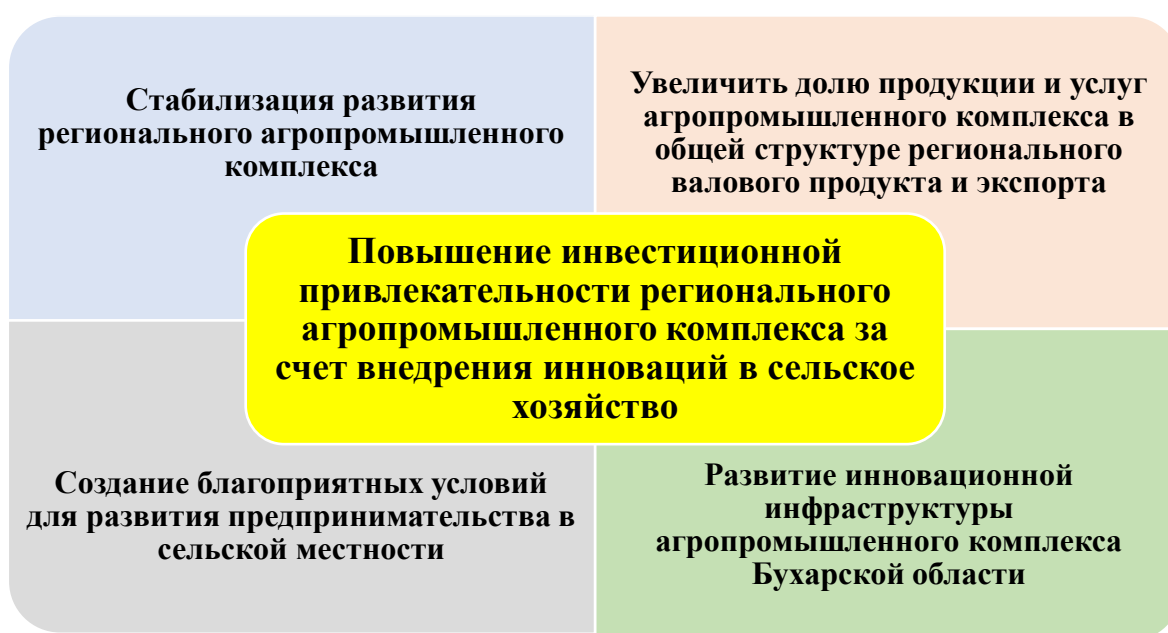 Стабилизация развития
регионального агропромышленного
комплекса
Увеличить долю продукции и услуг
агропромышленного комплекса в
общей структуре регионального
валового продукта и экспорта
Повышение инвестиционной
привлекательности регионального
агропромышленного комплекса за
счет внедрения инноваций в сельское
хозяйство
Создание благоприятных условий
для развития предпринимательства в
сельской местности
Развитие инновационной
инфраструктуры
агропромышленного комплекса
Бухарской области